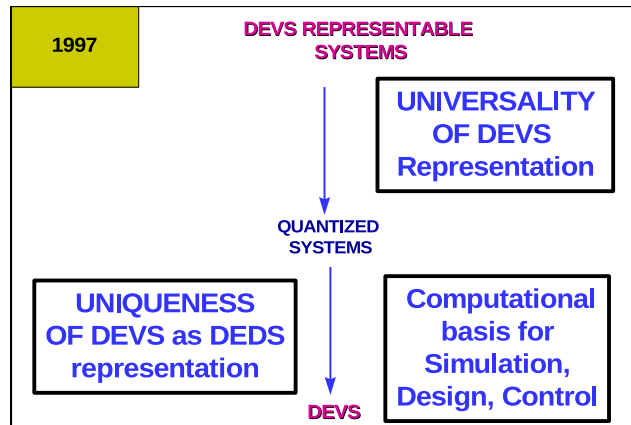 1997
DEVS REPRESENTABLE
SYSTEMS
UNIVERSALITY
OF DEVS
Representation
QUANTIZED
SYSTEMS
UNIQUENESS
OF DEVS as DEDS
representation
Computational
basis for
Simulation,
Design, Control
DEVS